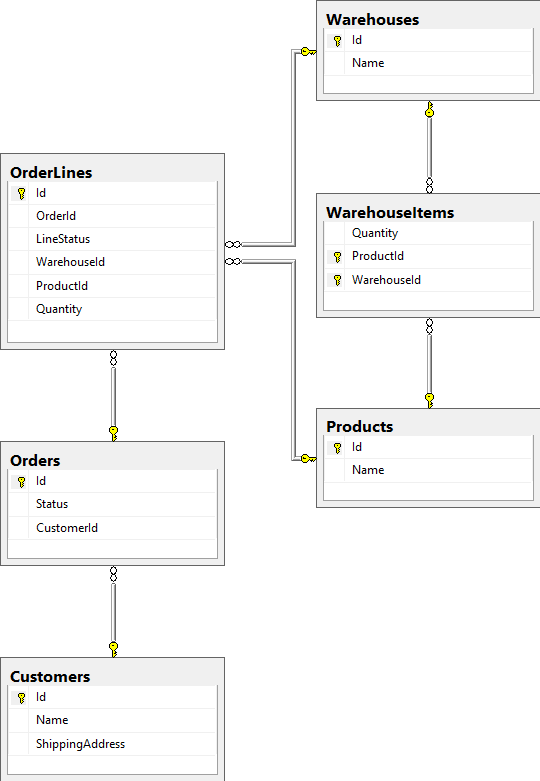 Warehouses
Id
Name
OrderLines
Id
OrderId
LineStatus
WarehouseId
ProductId
Quantity
WarehouseItems
Quantity
ProductId
WarehouseId
Products
Id
Name
Orders
Id
Status
CustomerId
Customers
Id
Name
ShippingAddress